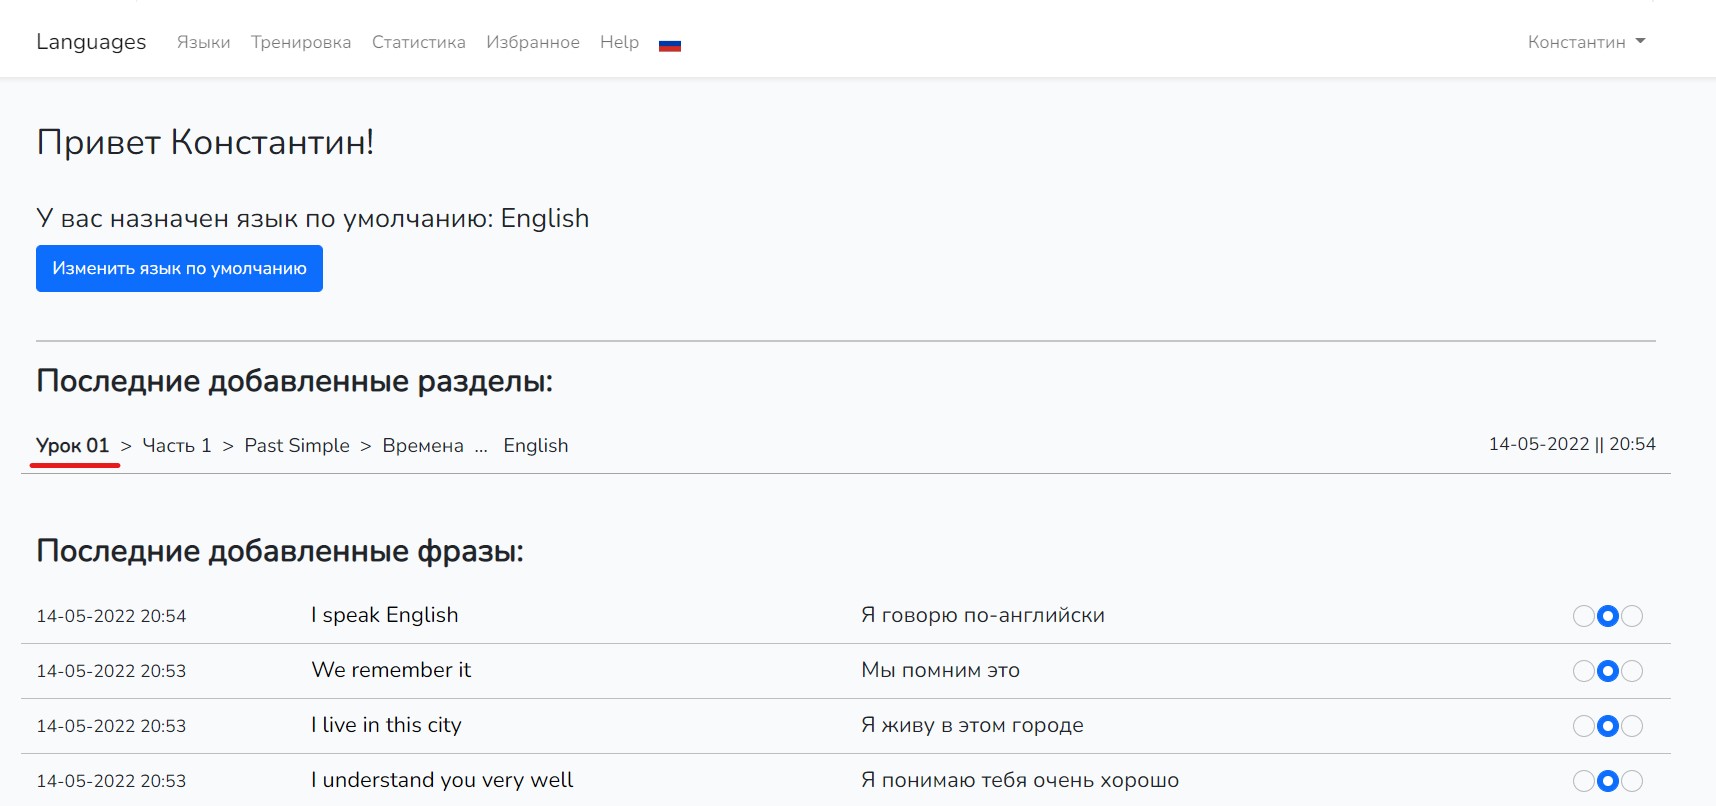 Languages Языки Тренировка Статистика Избранное Help Константин
Привет Константин!
У вас назначен язык по умолчанию: English
Изменить язык по умолчанию
Последние добавленные разделы:
Урок 01 > Часть 1 > Past Simple > Времена ... English 14-05-2022 || 20:54
Последние добавленные фразы:
14-05-2022 20:54 I speak English Я говорю по-английски
14-05-2022 20:53 We remember it Мы помним это
14-05-2022 20:53 I live in this city Я живу в этом городе
14-05-2022 20:53 I understand you very well Я понимаю тебя очень хорошо